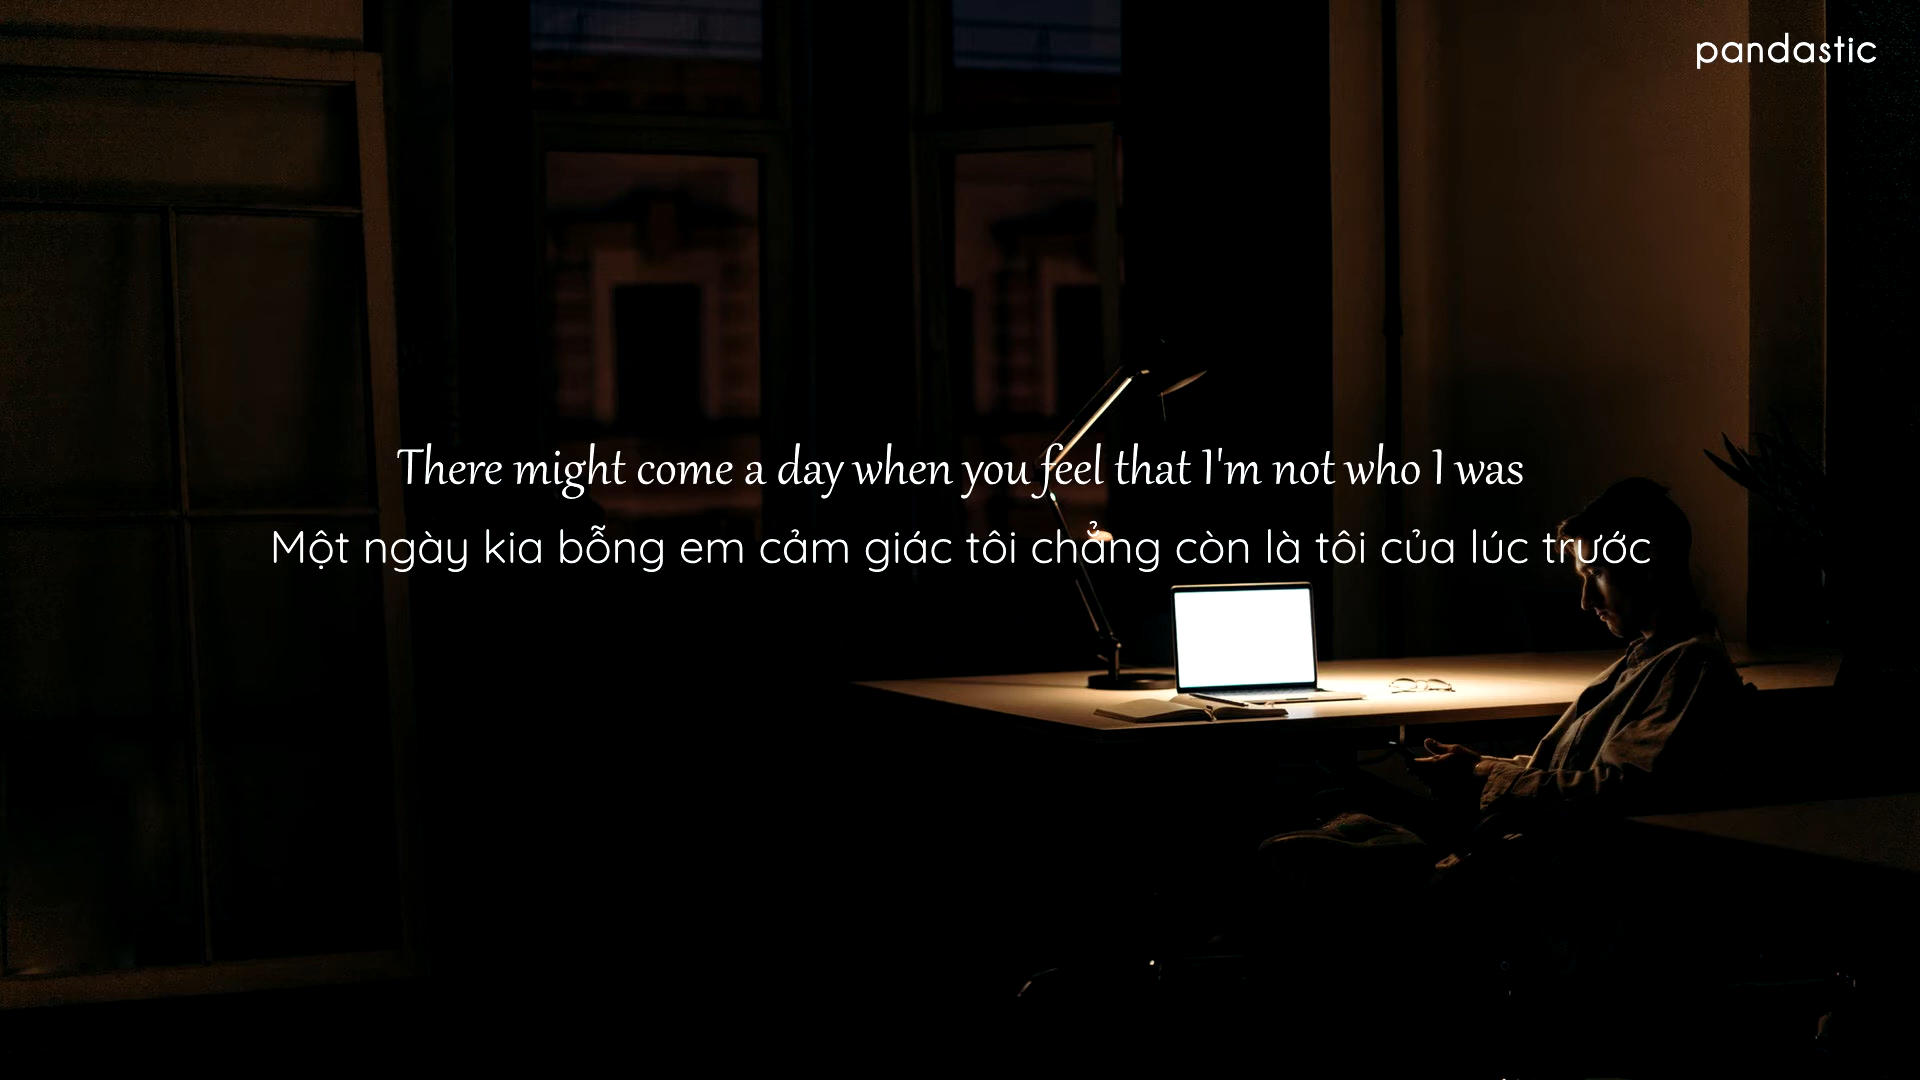 pandastic
There might come a day when you feel that I'm not who I was
Một ngày kia bỗng em cảm giác tôi chẳng còn là tôi của lúc trước